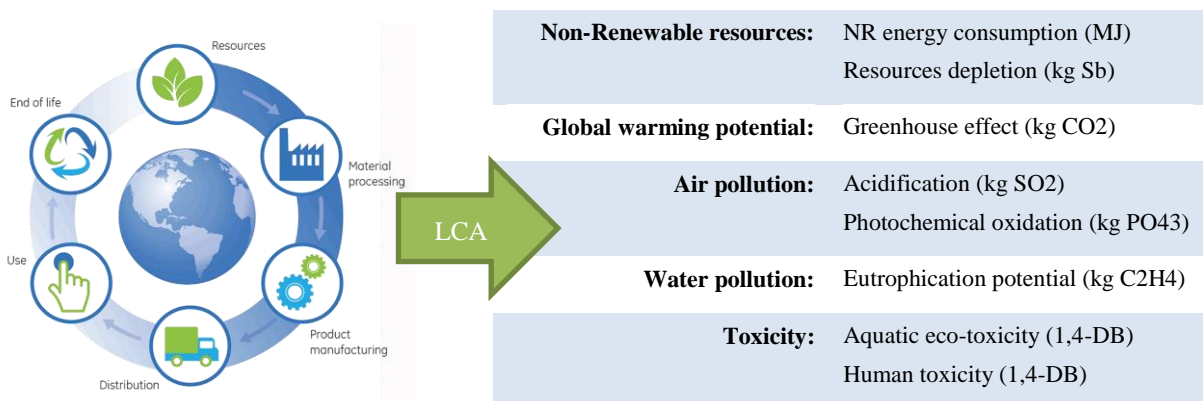 Resources
End of life
Material
processing
Use
Product
manufacturing
Distribution
LCA
Non-Renewable resources: NR energy consumption (MJ)
Resources depletion (kg Sb)
Global warming potential: Greenhouse effect (kg CO2)
Air pollution: Acidification (kg SO2)
Photochemical oxidation (kg PO43)
Water pollution: Eutrophication potential (kg C2H4)
Toxicity: Aquatic eco-toxicity (1,4-DB)
Human toxicity (1,4-DB)